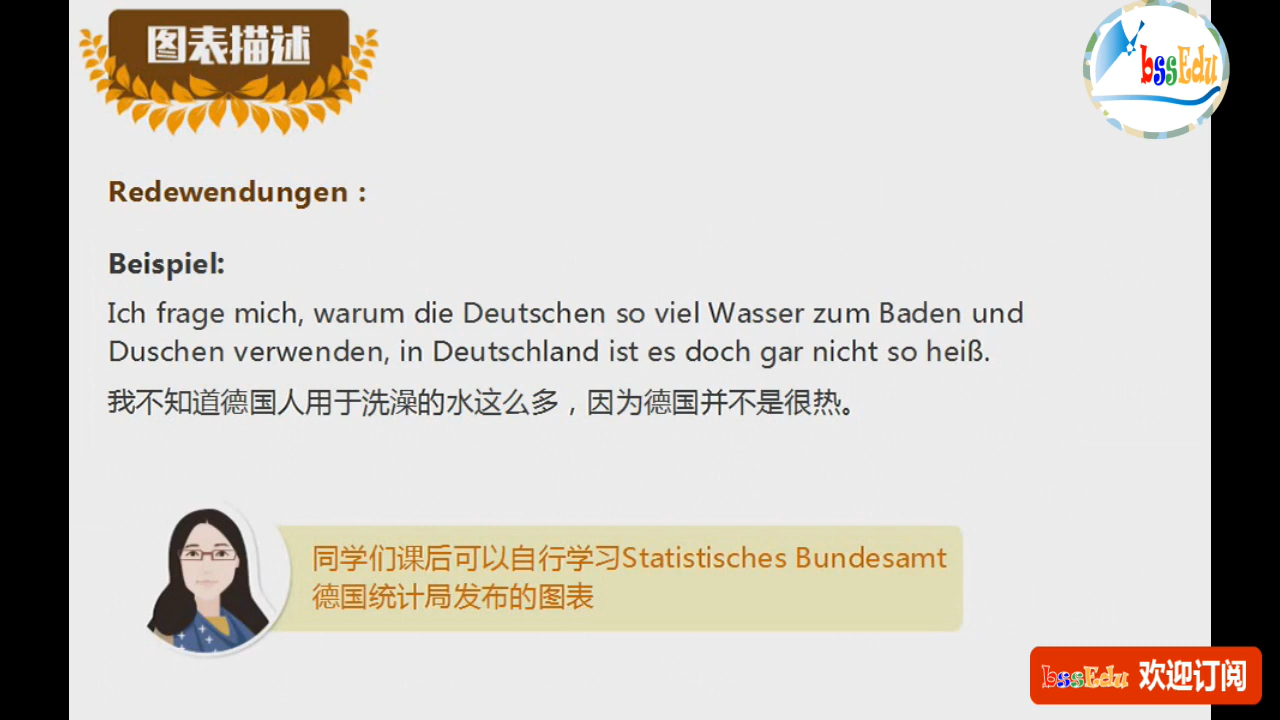 图表描述
bssEdu
Redewendungen：
Beispiel:
Ich frage mich, warum die Deutschen so viel Wasser zum Baden und
Duschen verwenden, in Deutschland ist es doch gar nicht so heiß.
我不知道德国人用于洗澡的水这么多，因为德国并不是很热。
同学们课后可以自行学习Statistisches Bundesamt
德国统计局发布的图表
bssEdu 欢迎订阅